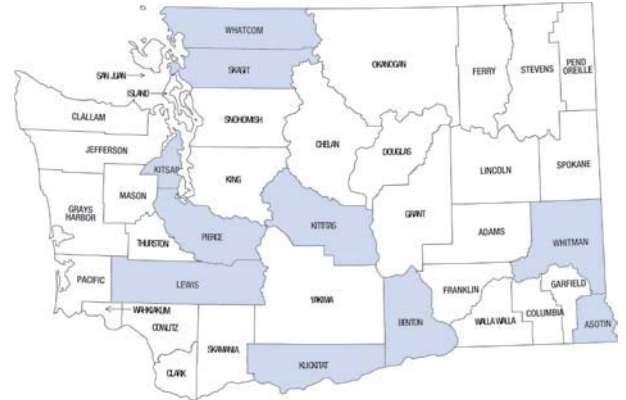 WHATCOM
SKAGIT
SAN JUAN
ISLAND
CLALLAM
JEFFERSON
SNOHOMISH
KITSAP
KING
MASON
GRAYS
HARBOR
PIERCE
THURSTON
PACIFIC
LEWIS
WAHKIAKUM
COWLITZ
CLARK
SKAMANIA
OKANOGAN
CHELAN
DOUGLAS
KITTITAS
GRANT
YAKIMA
KLICKITAT
BENTON
FERRY
STEVENS
PEND
OREILLE
LINCOLN
SPOKANE
ADAMS
WHITMAN
FRANKLIN
WALLA WALLA
COLUMBIA
GARFIELD
ASOTIN